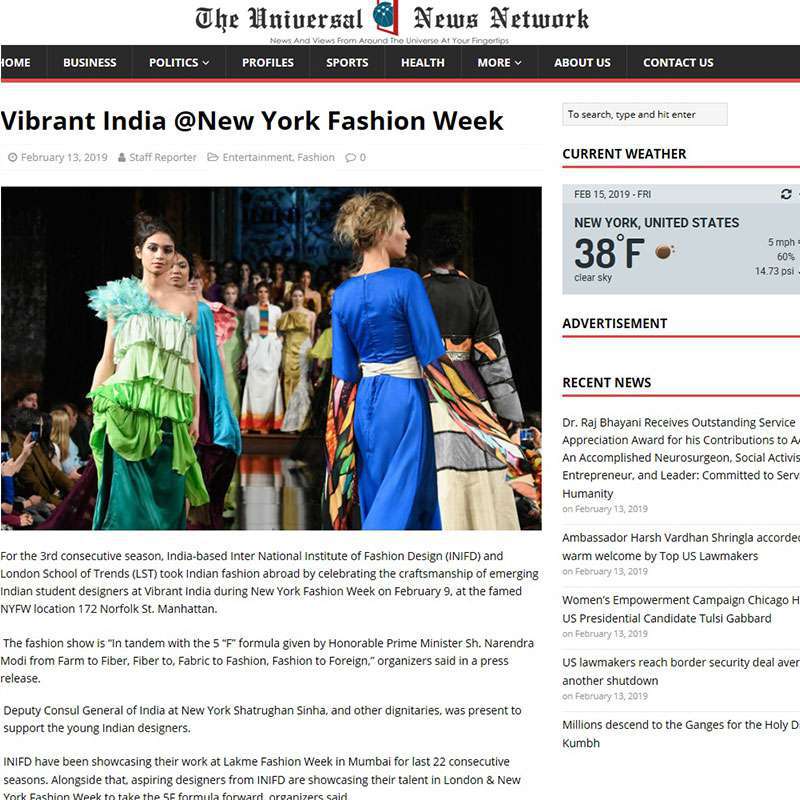 The Universal News Network
News And Views From Around The Universe At Your Fingertips
HOME BUSINESS POLITICS PROFILES SPORTS HEALTH MORE ABOUT US CONTACT US
Vibrant India @New York Fashion Week
February 13, 2019 Staff Reporter Entertainment, Fashion 0
For the 3rd consecutive season, India-based Inter National Institute of Fashion Design (INIFD) and
London School of Trends (LST) took Indian fashion abroad by celebrating the craftsmanship of emerging
Indian student designers at Vibrant India during New York Fashion Week on February 9, at the famed
NYFW location 172 Norfolk St. Manhattan.
The fashion show is “In tandem with the 5 “F” formula given by Honorable Prime Minister Sh. Narendra
Modi from Farm to Fiber, Fiber to, Fabric to Fashion, Fashion to Foreign,” organizers said in a press
release.
Deputy Consul General of India at New York Shatrughan Sinha, and other dignitaries, was present to
support the young Indian designers.
INIFD have been showcasing their work at Lakme Fashion Week in Mumbai for last 22 consecutive
seasons. Alongside that, aspiring designers from INIFD are showcasing their talent in London & New
York Fashion Week to take the 5F formula forward, organizers said.
To search, type and hit enter
CURRENT WEATHER
FEB 15, 2019 - FRI
NEW YORK, UNITED STATES
38°F
clear sky
5 mph
60%
14.73 psi
ADVERTISEMENT
RECENT NEWS
Dr. Raj Bhayani Receives Outstanding Service
Appreciation Award for his Contributions to
An Accomplished Neurosurgeon, Social Activis
Entrepreneur, and Leader: Committed to Serv
Humanity
on February 13, 2019
Ambassador Harsh Vardhan Shringla accorded
warm welcome by Top US Lawmakers
on February 13, 2019
Women’s Empowerment Campaign Chicago H
US Presidential Candidate Tulsi Gabbard
on February 13, 2019
US lawmakers reach border security deal aver
another shutdown
on February 13, 2019
Millions descend to the Ganges for the Holy D
Kumbh